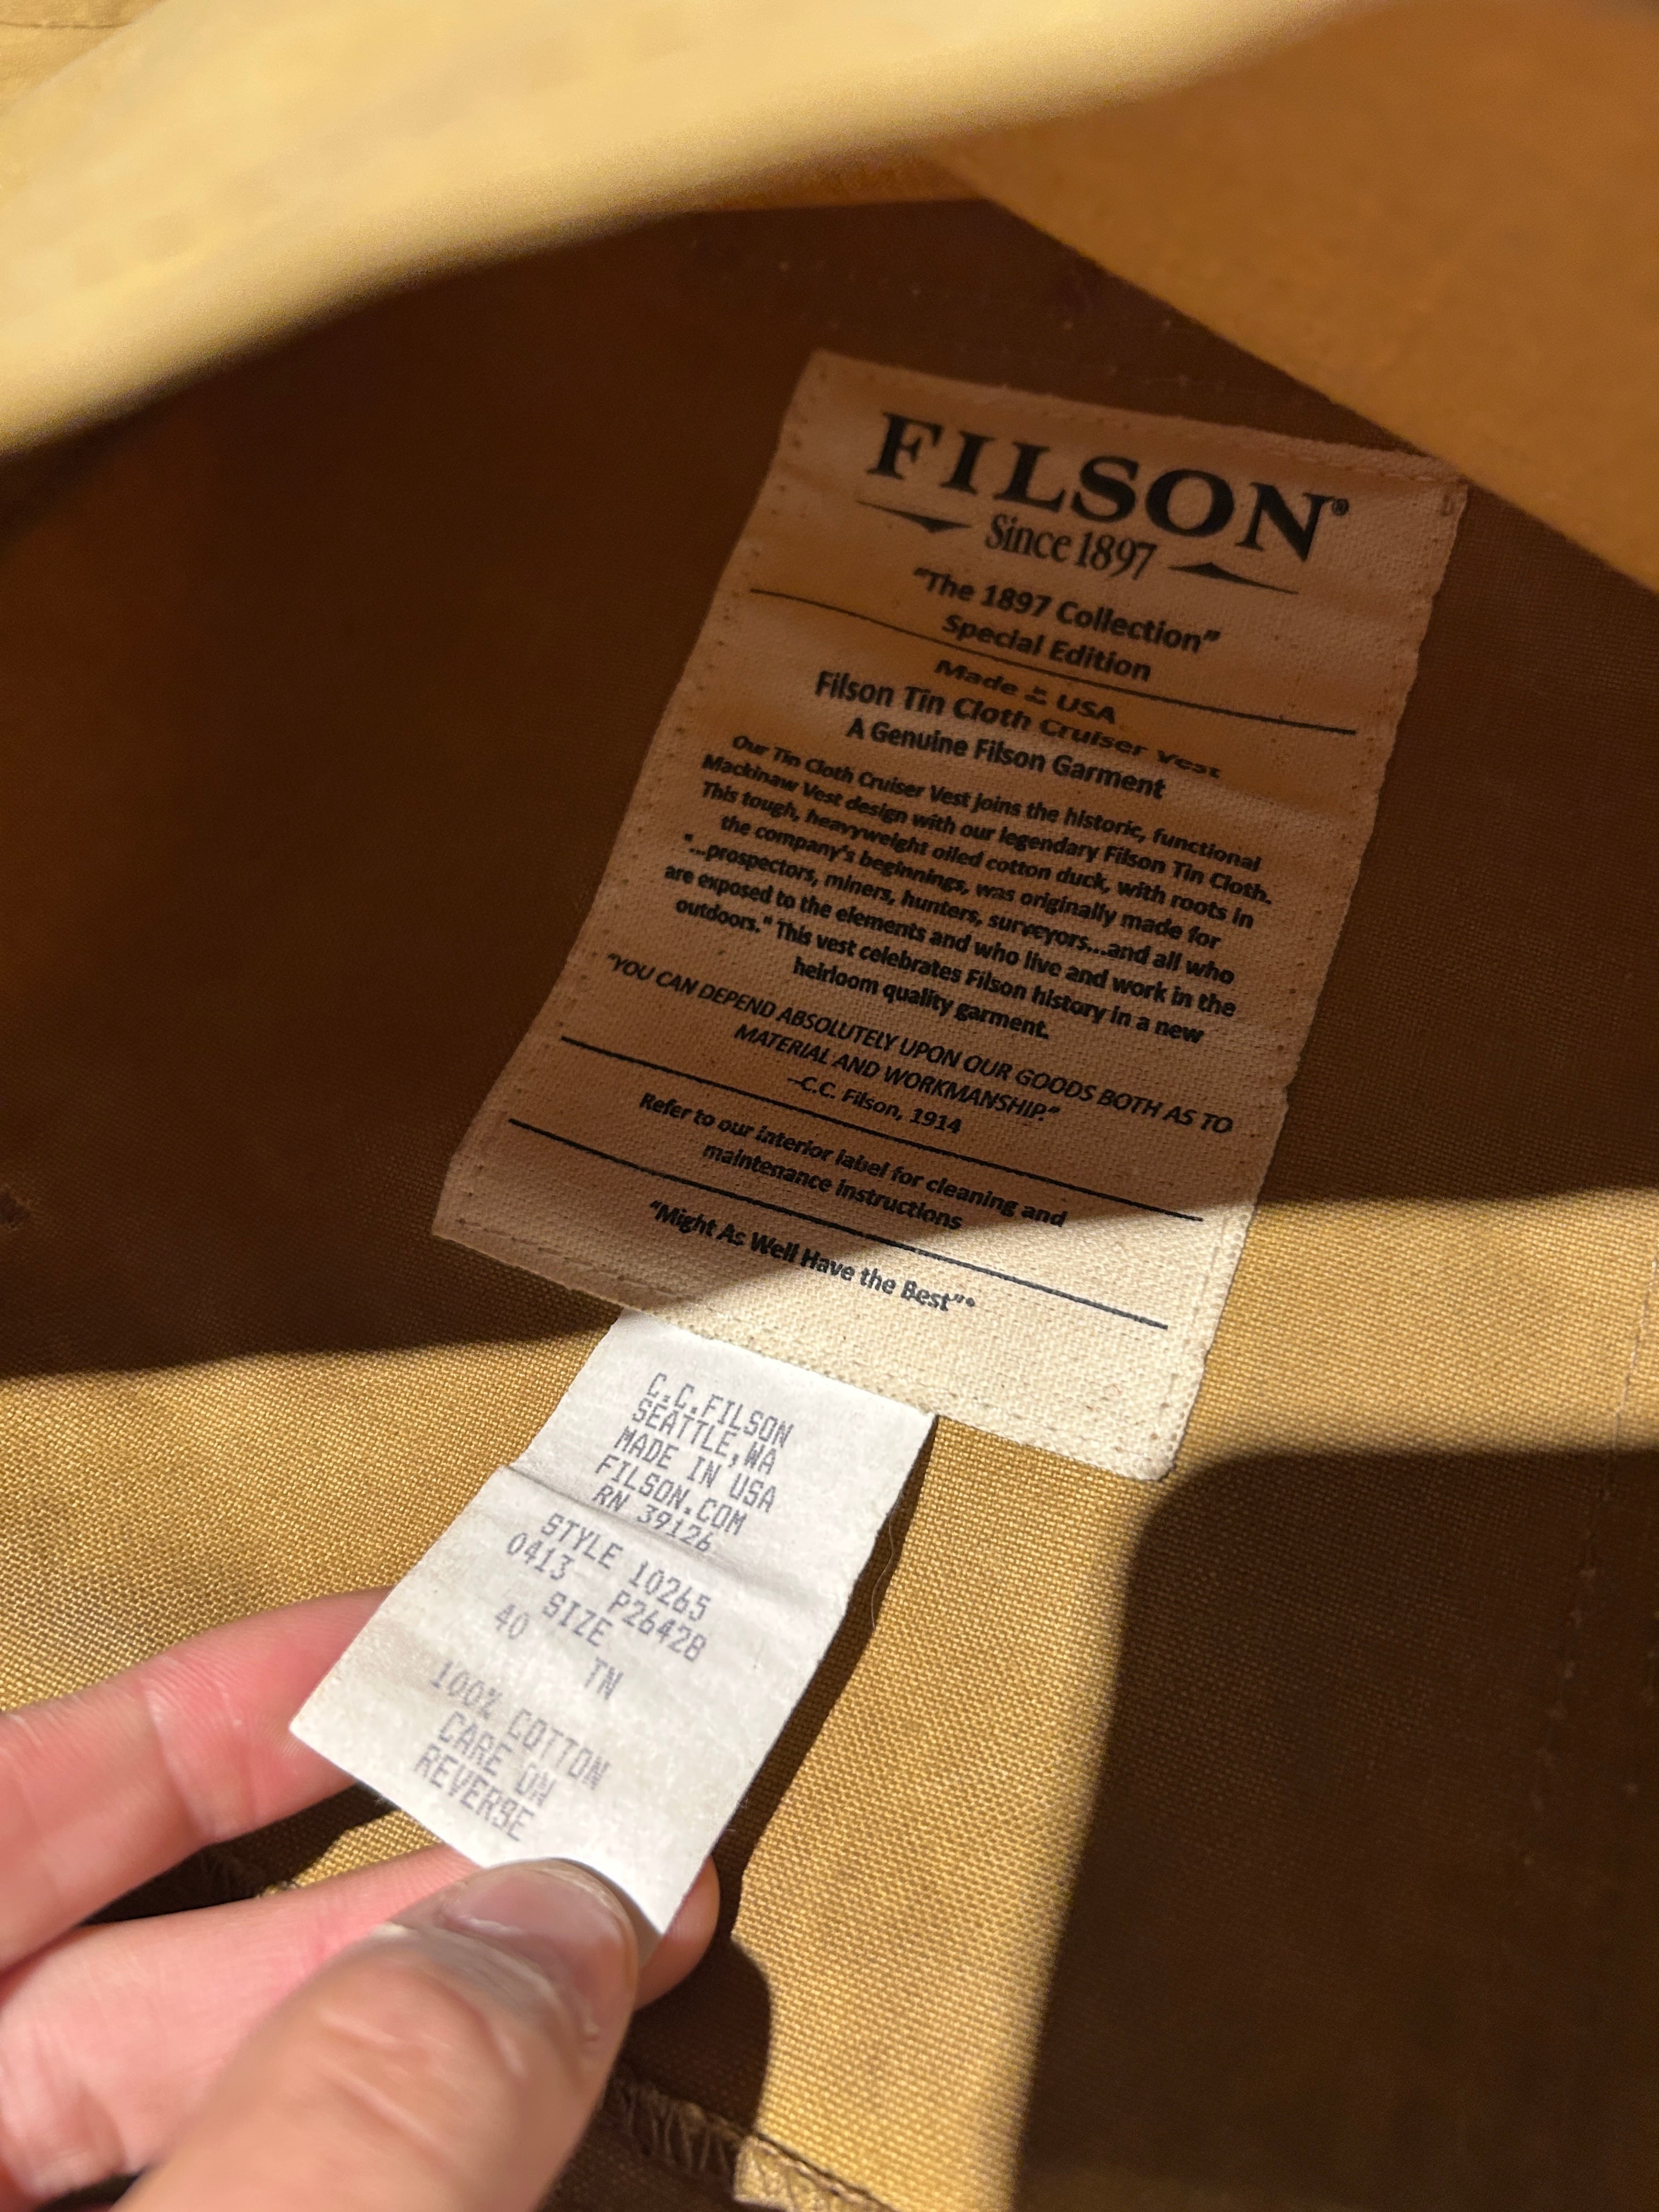 FILSON®
Since 1897
"The 1897 Collection"
Special Edition
Made in USA
Filson Tin Cloth Cruiser Vest
A Genuine Filson Garment
Our Tin Cloth Cruiser Vest joins the historic, functional
Mackinaw Vest design with our legendary Filson Tin Cloth.
This tough, heavyweight oiled cotton duck, with roots in
the company's beginnings, was originally made for
"...prospectors, miners, hunters, surveyors...and all who
are exposed to the elements and who live and work in the
outdoors." This vest celebrates Filson history in a new
heirloom quality garment.
"YOU CAN DEPEND ABSOLUTELY UPON OUR GOODS BOTH AS TO
MATERIAL AND WORKMANSHIP."
–C.C. Filson, 1914
Refer to our interior label for cleaning and
maintenance instructions
"Might As Well Have the Best"®
C.C.FILSON
SEATTLE,WA
MADE IN USA
FILSON.COM
RN 39126
STYLE 10265
0413 P26428
SIZE
40 TN
100% COTTON
CARE ON
REVERSE